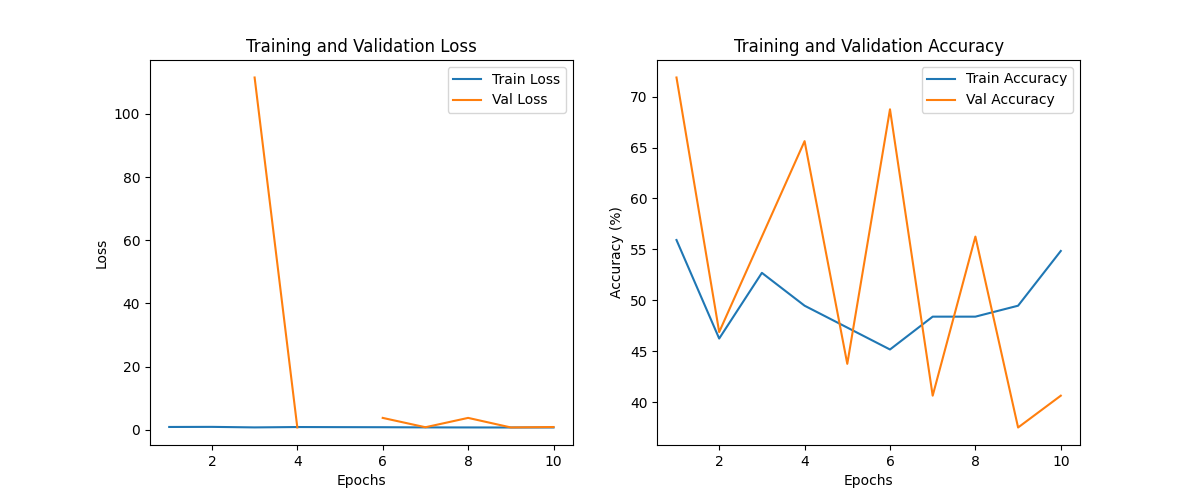 Training and Validation Loss
Train Loss
Val Loss
100
80
60
40
20
0
Loss
2
4
6
8
10
Epochs
Training and Validation Accuracy
Train Accuracy
Val Accuracy
70
65
60
55
50
45
40
Accuracy (%)
2
4
6
8
10
Epochs